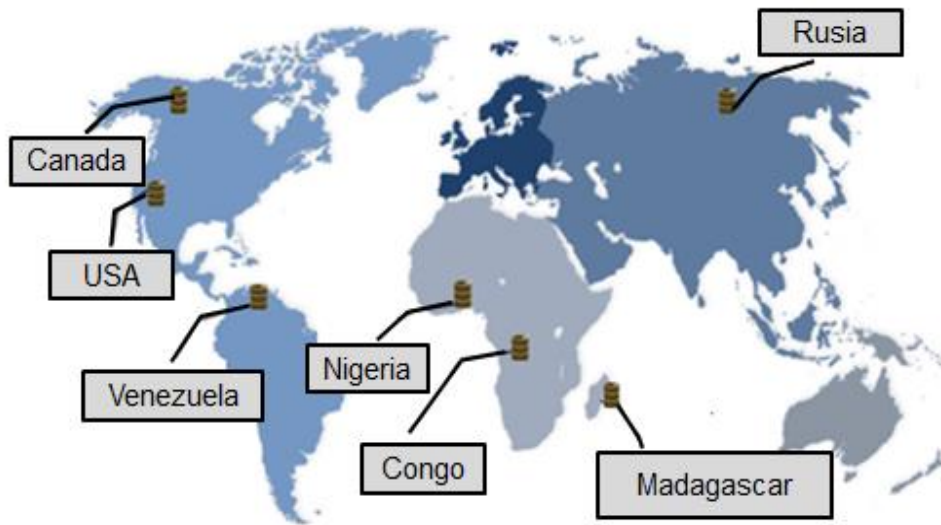 Rusia
Canada
USA
Venezuela
Nigeria
Congo
Madagascar